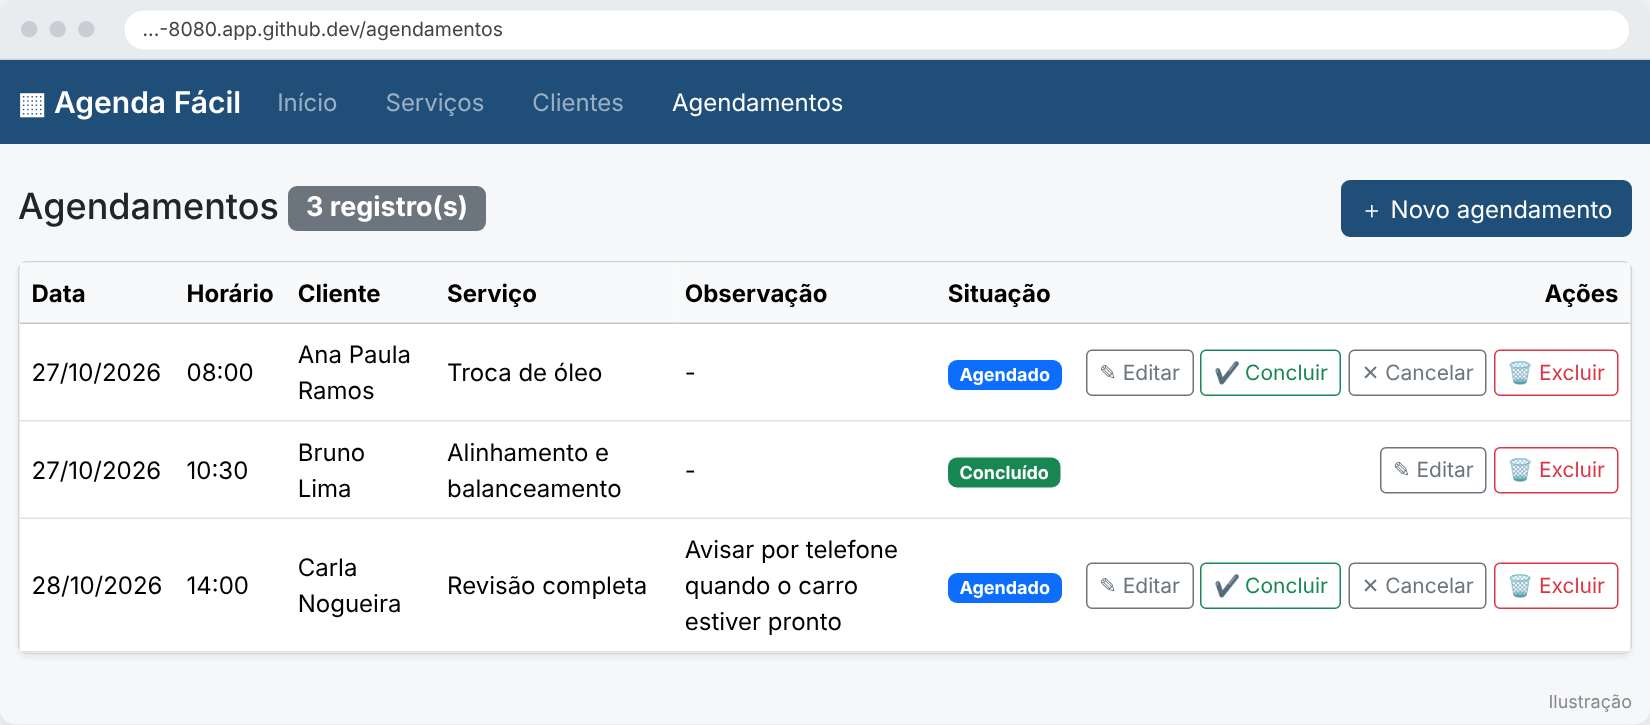 ...-8080.app.github.dev/agendamentos
Agenda Fácil Início Serviços Clientes Agendamentos
Agendamentos 3 registro(s) + Novo agendamento
Data Horário Cliente Serviço Observação Situação Ações
27/10/2026 08:00 Ana Paula Ramos Troca de óleo - Agendado ✎ Editar ✔ Concluir ✕ Cancelar 🗑️ Excluir
27/10/2026 10:30 Bruno Lima Alinhamento e balanceamento - Concluído ✎ Editar 🗑️ Excluir
28/10/2026 14:00 Carla Nogueira Revisão completa Avisar por telefone quando o carro estiver pronto Agendado ✎ Editar ✔ Concluir ✕ Cancelar 🗑️ Excluir
Ilustração